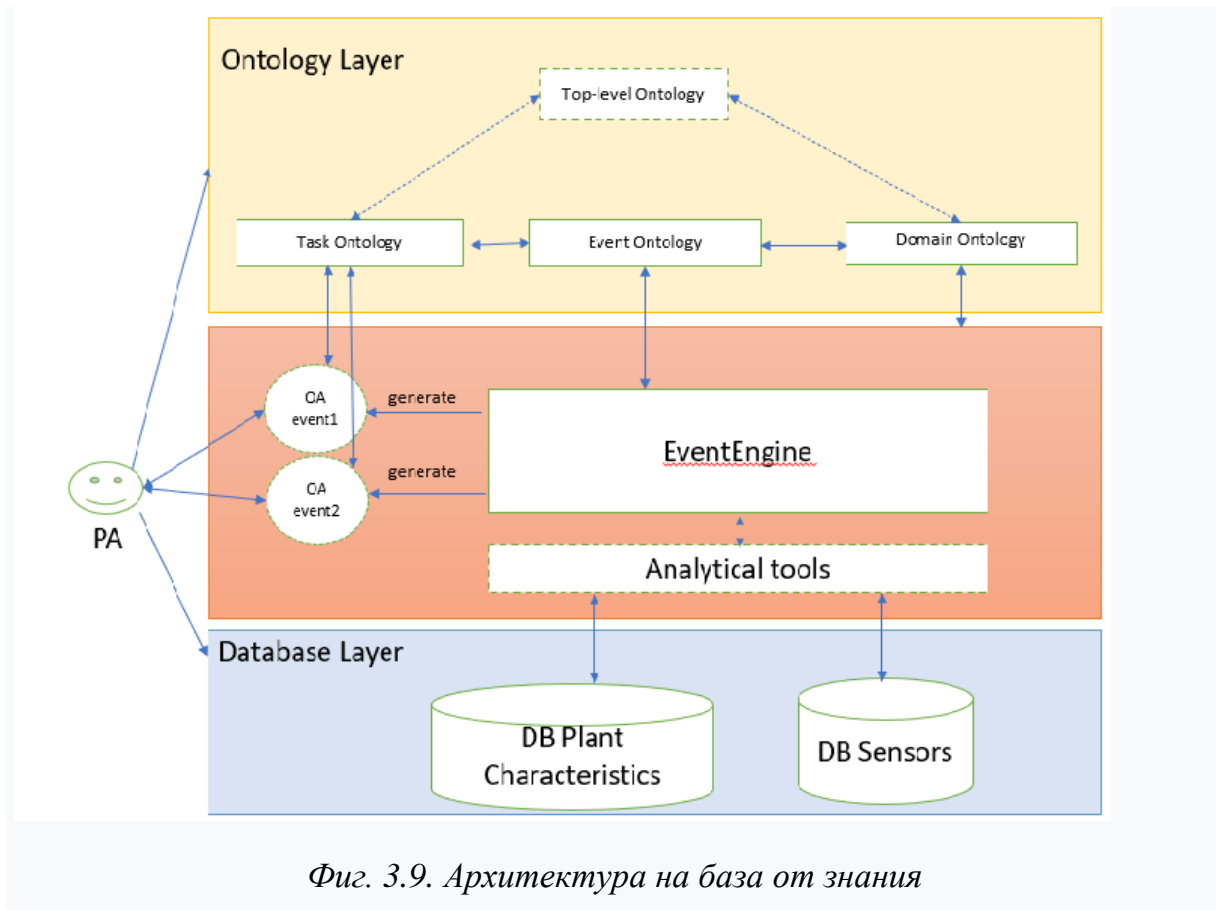 Ontology Layer
Top-level Ontology
Task Ontology
Event Ontology
Domain Ontology
OA
event1
generate
EventEngine
OA
event2
generate
PA
Analytical tools
Database Layer
DB Plant
Characteristics
DB Sensors
Фиг. 3.9. Архитектура на база от знания